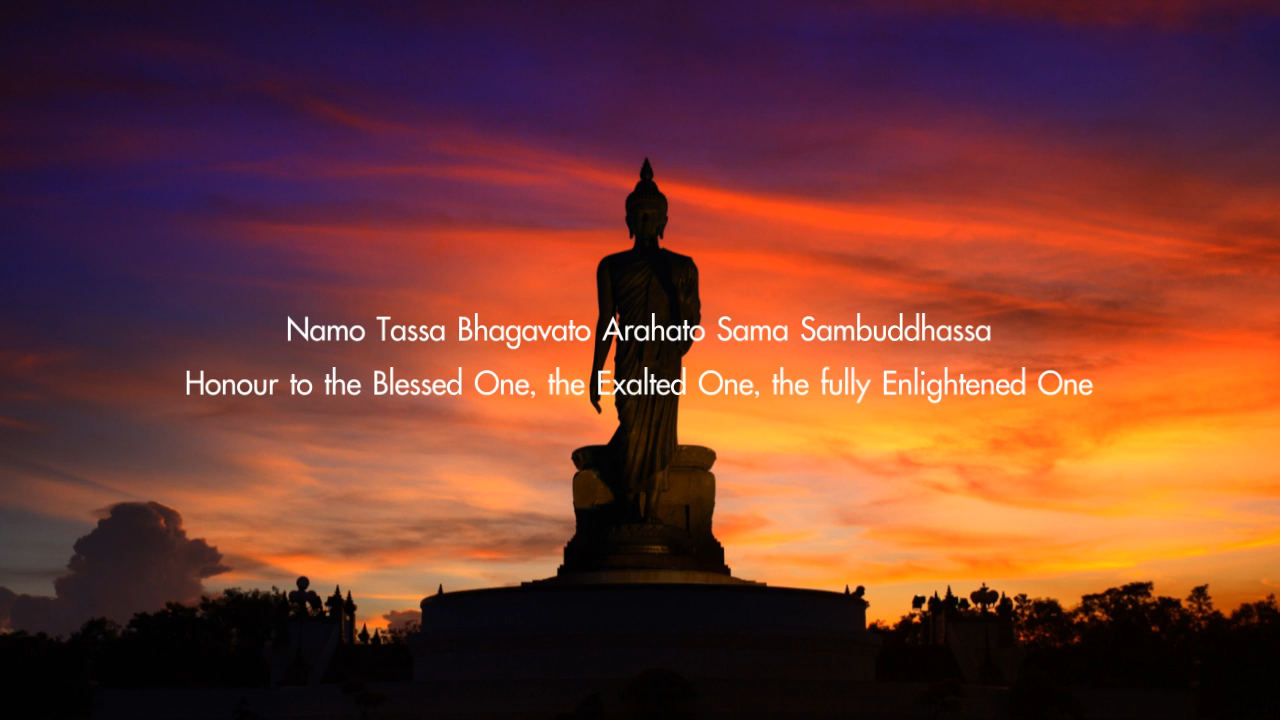 Namo Tassa Bhagavato Arahato Sama Sambuddhassa
Honour to the Blessed One, the Exalted One, the fully Enlightened One